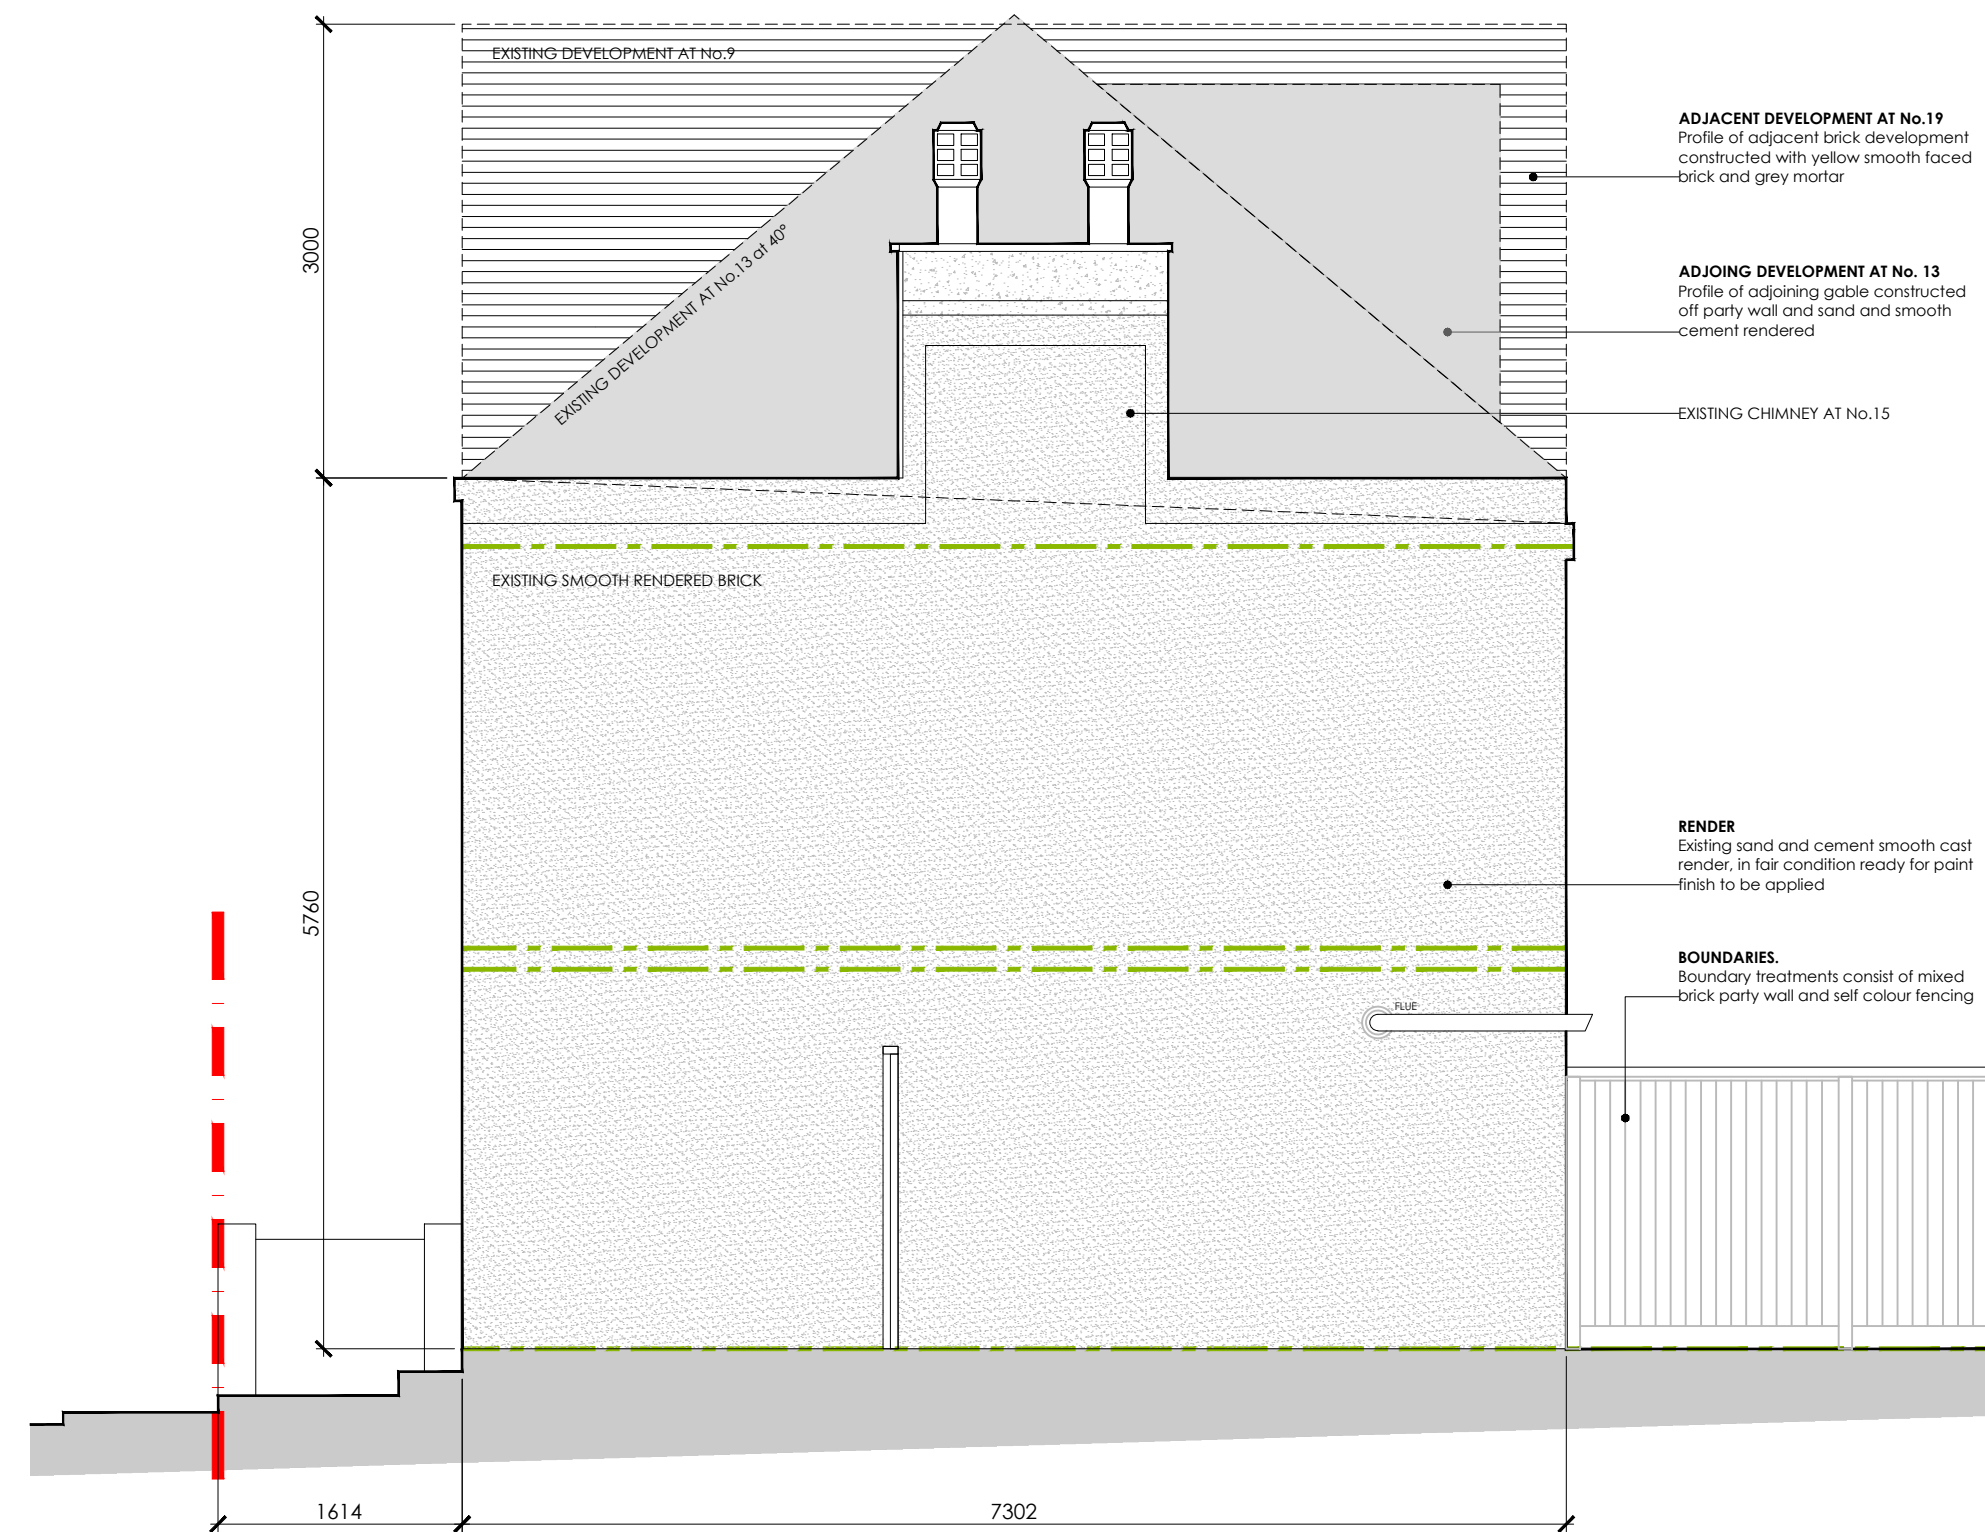 EXISTING DEVELOPMENT AT No.9
ADJACENT DEVELOPMENT AT No.19
Profile of adjacent brick development
constructed with yellow smooth faced
brick and grey mortar
3000
EXISTING DEVELOPMENT AT No.13 at 40°
ADJOING DEVELOPMENT AT No. 13
Profile of adjoining gable constructed
off party wall and sand and smooth
cement rendered
EXISTING CHIMNEY AT No.15
EXISTING SMOOTH RENDERED BRICK
5760
RENDER
Existing sand and cement smooth cast
render, in fair condition ready for paint
finish to be applied
BOUNDARIES.
Boundary treatments consist of mixed
brick party wall and self colour fencing
FLUE
1614
7302